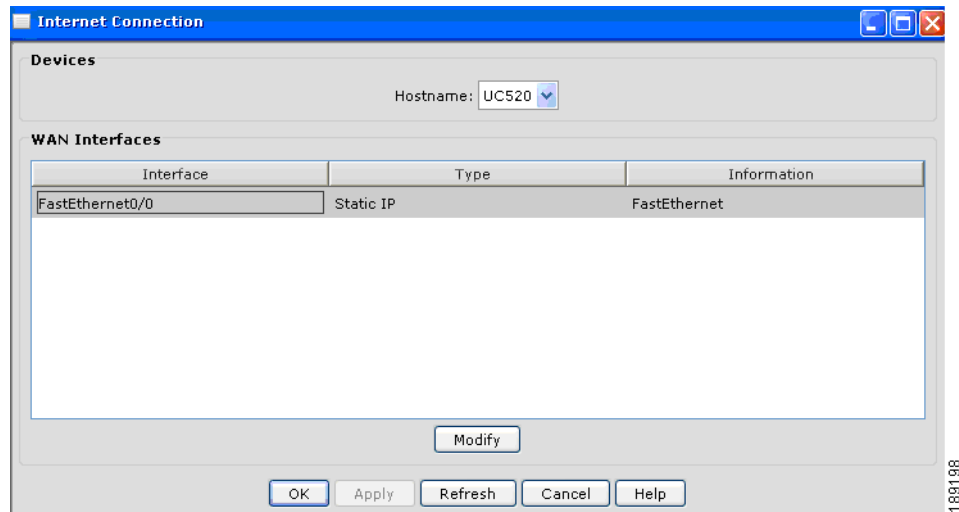 Internet Connection
Devices
Hostname: UC520
WAN Interfaces
Interface Type Information
FastEthernet0/0 Static IP FastEthernet
Modify
OK Apply Refresh Cancel Help
189198